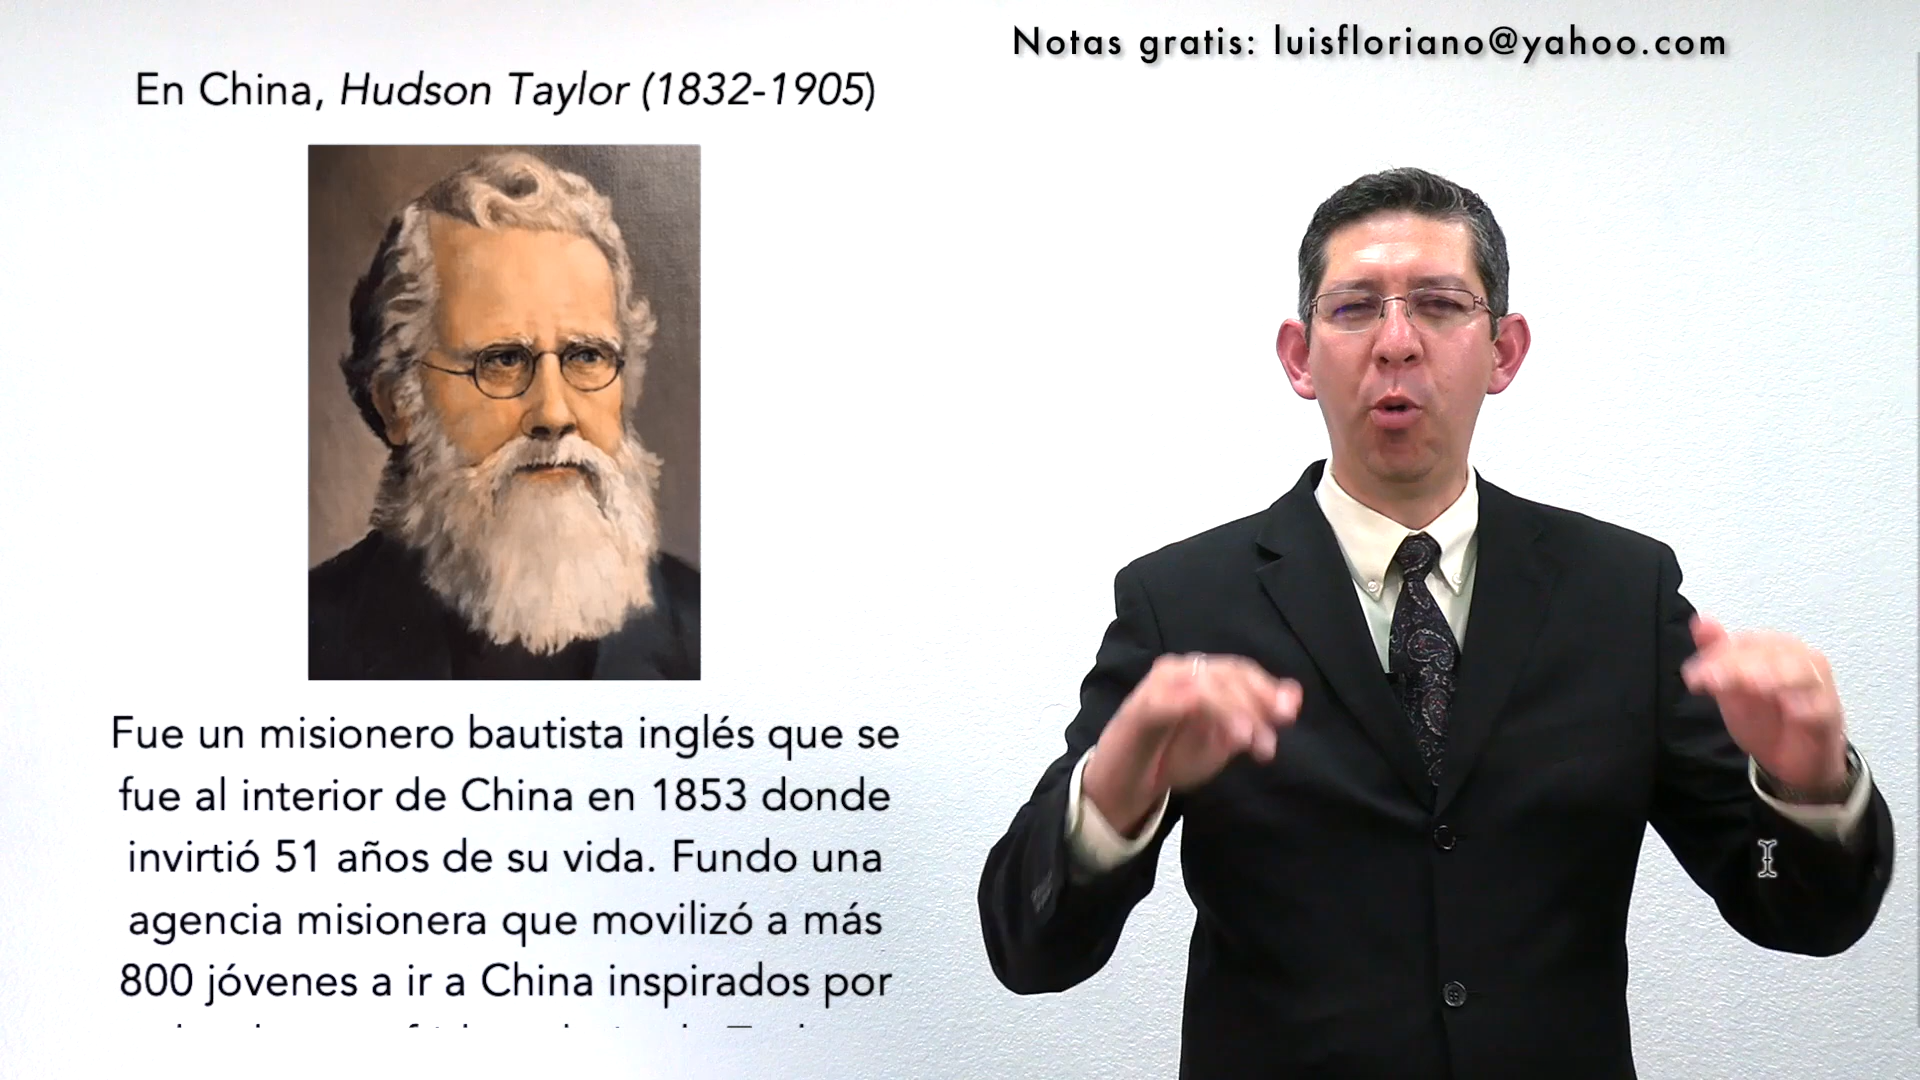 Notas gratis: luisfloriano@yahoo.com
En China, Hudson Taylor (1832-1905)
Fue un misionero bautista inglés que se
fue al interior de China en 1853 donde
invirtió 51 años de su vida. Fundo una
agencia misionera que movilizó a más
800 jóvenes a ir a China inspirados por